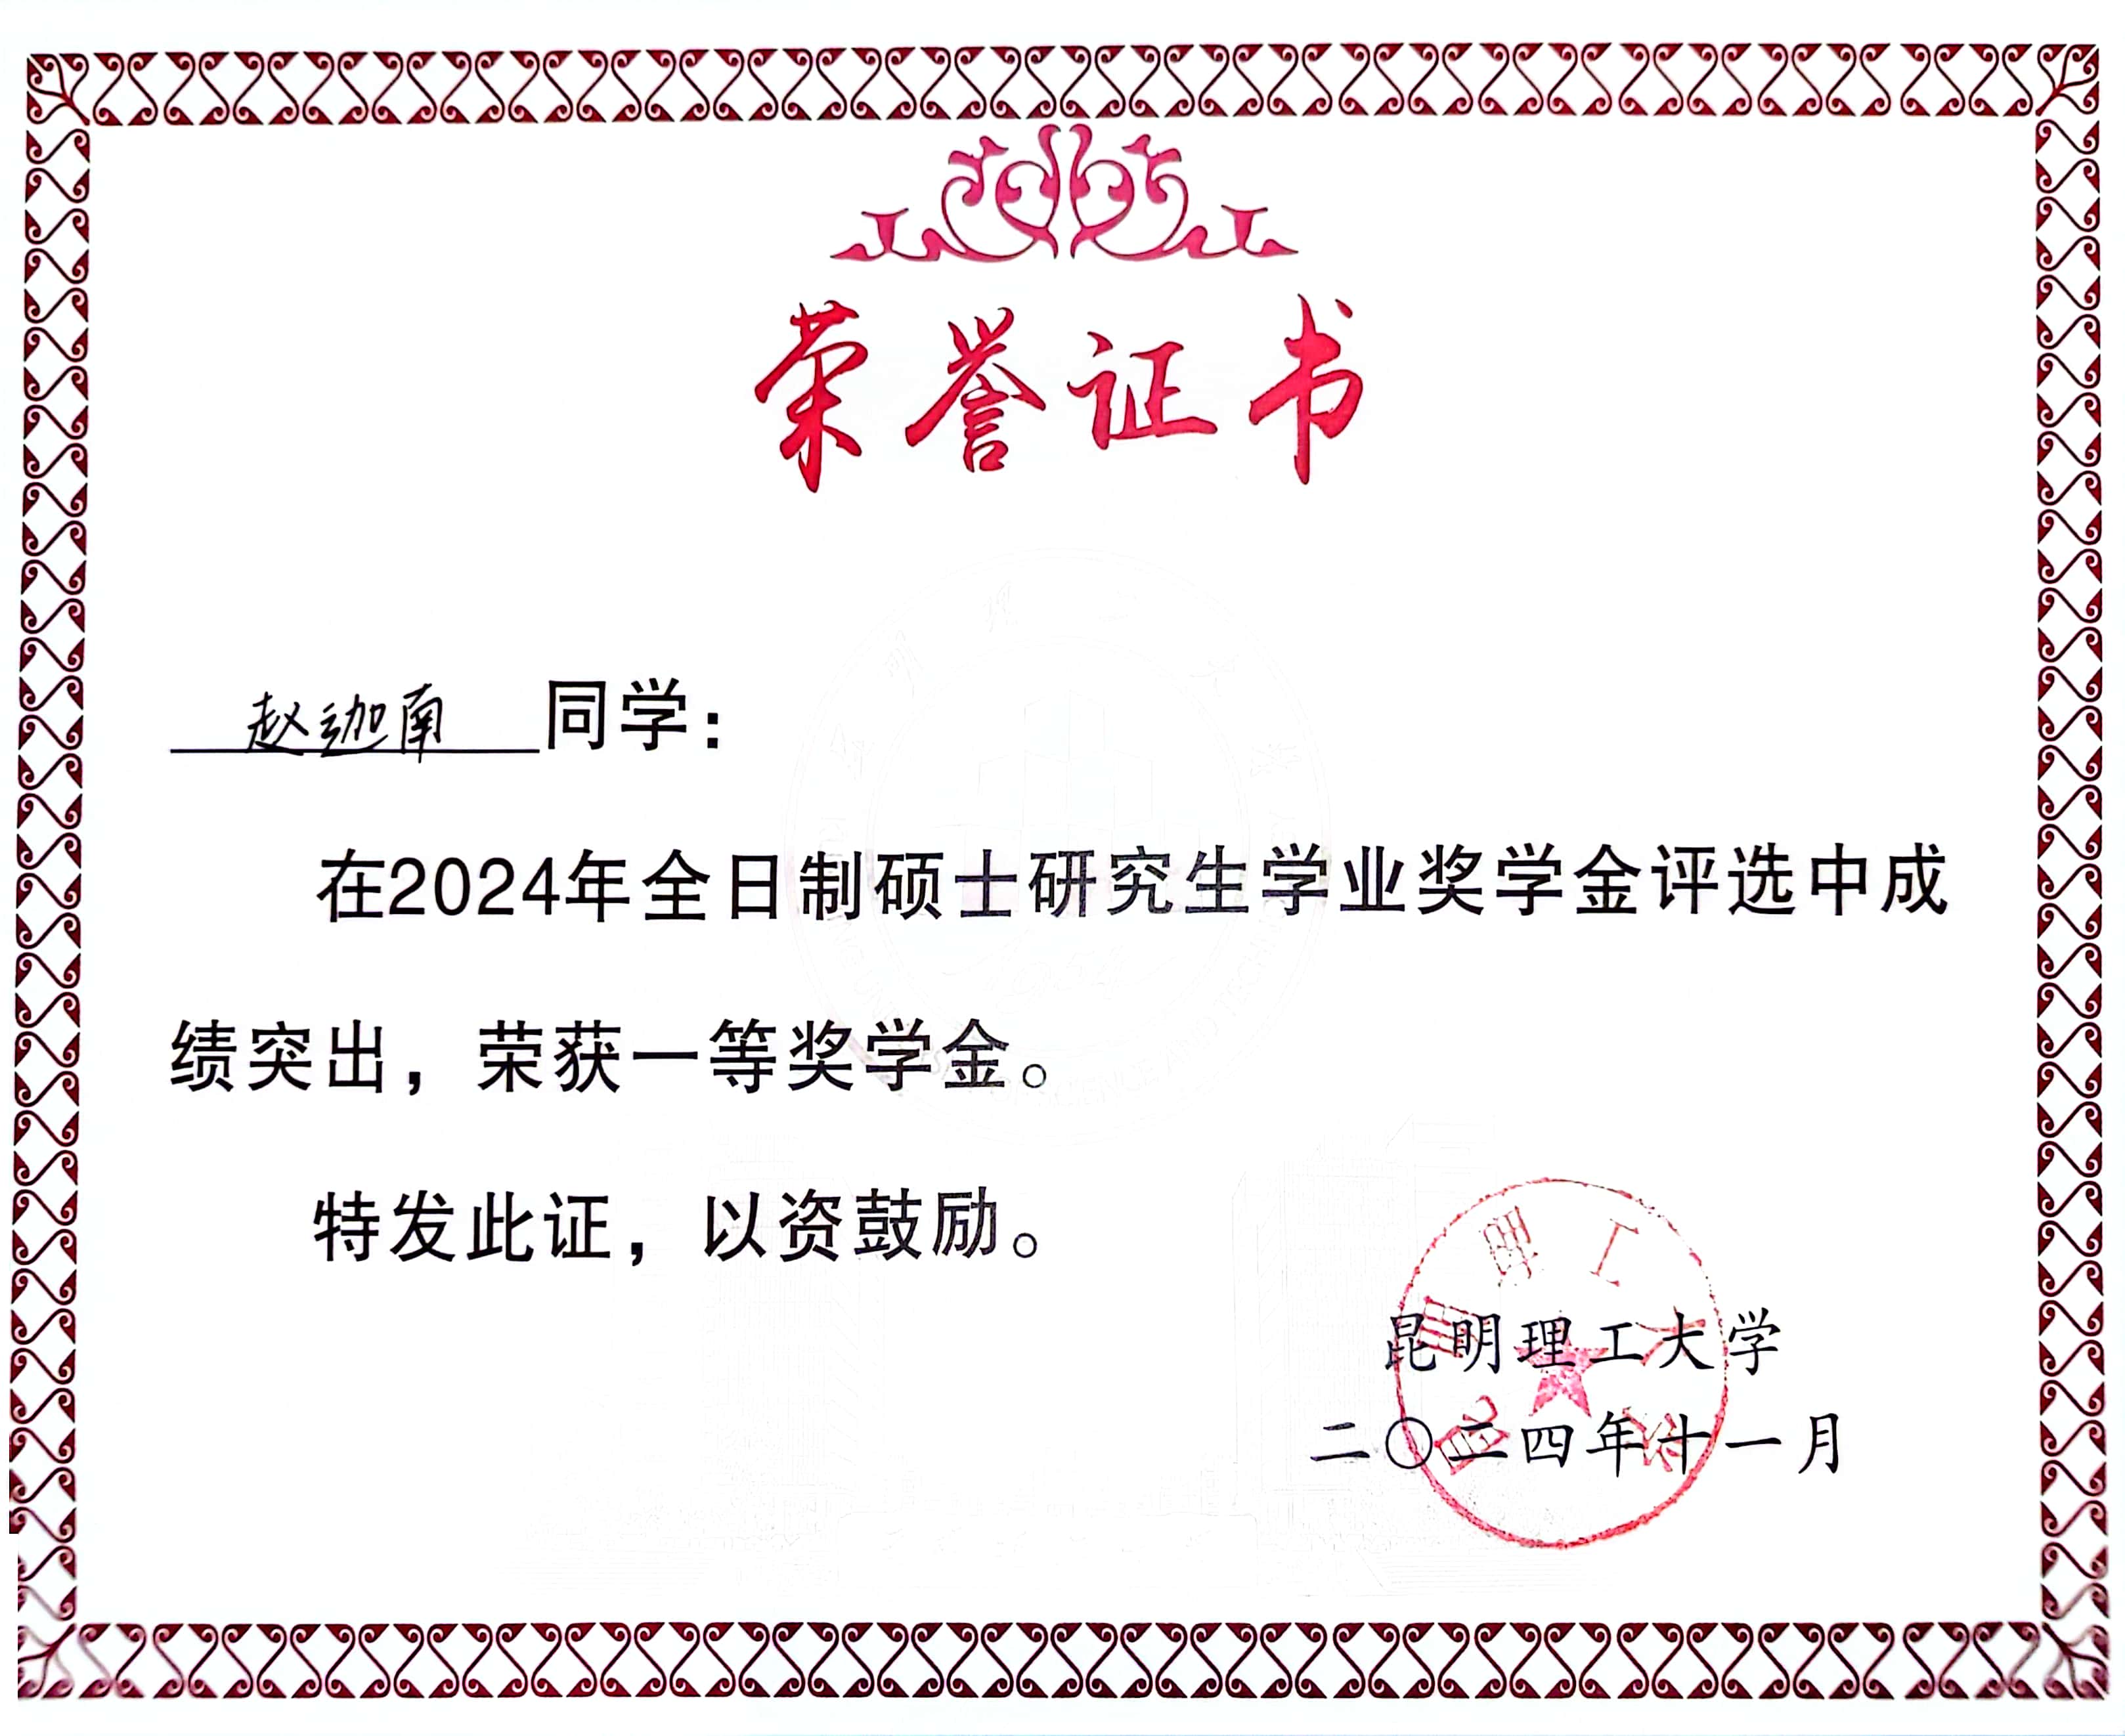 荣誉证书
赵迦南同学：
在2024年全日制硕士研究生学业奖学金评选中成
绩突出，荣获一等奖学金。
特发此证，以资鼓励。
昆明理工大学
二〇二四年十一月